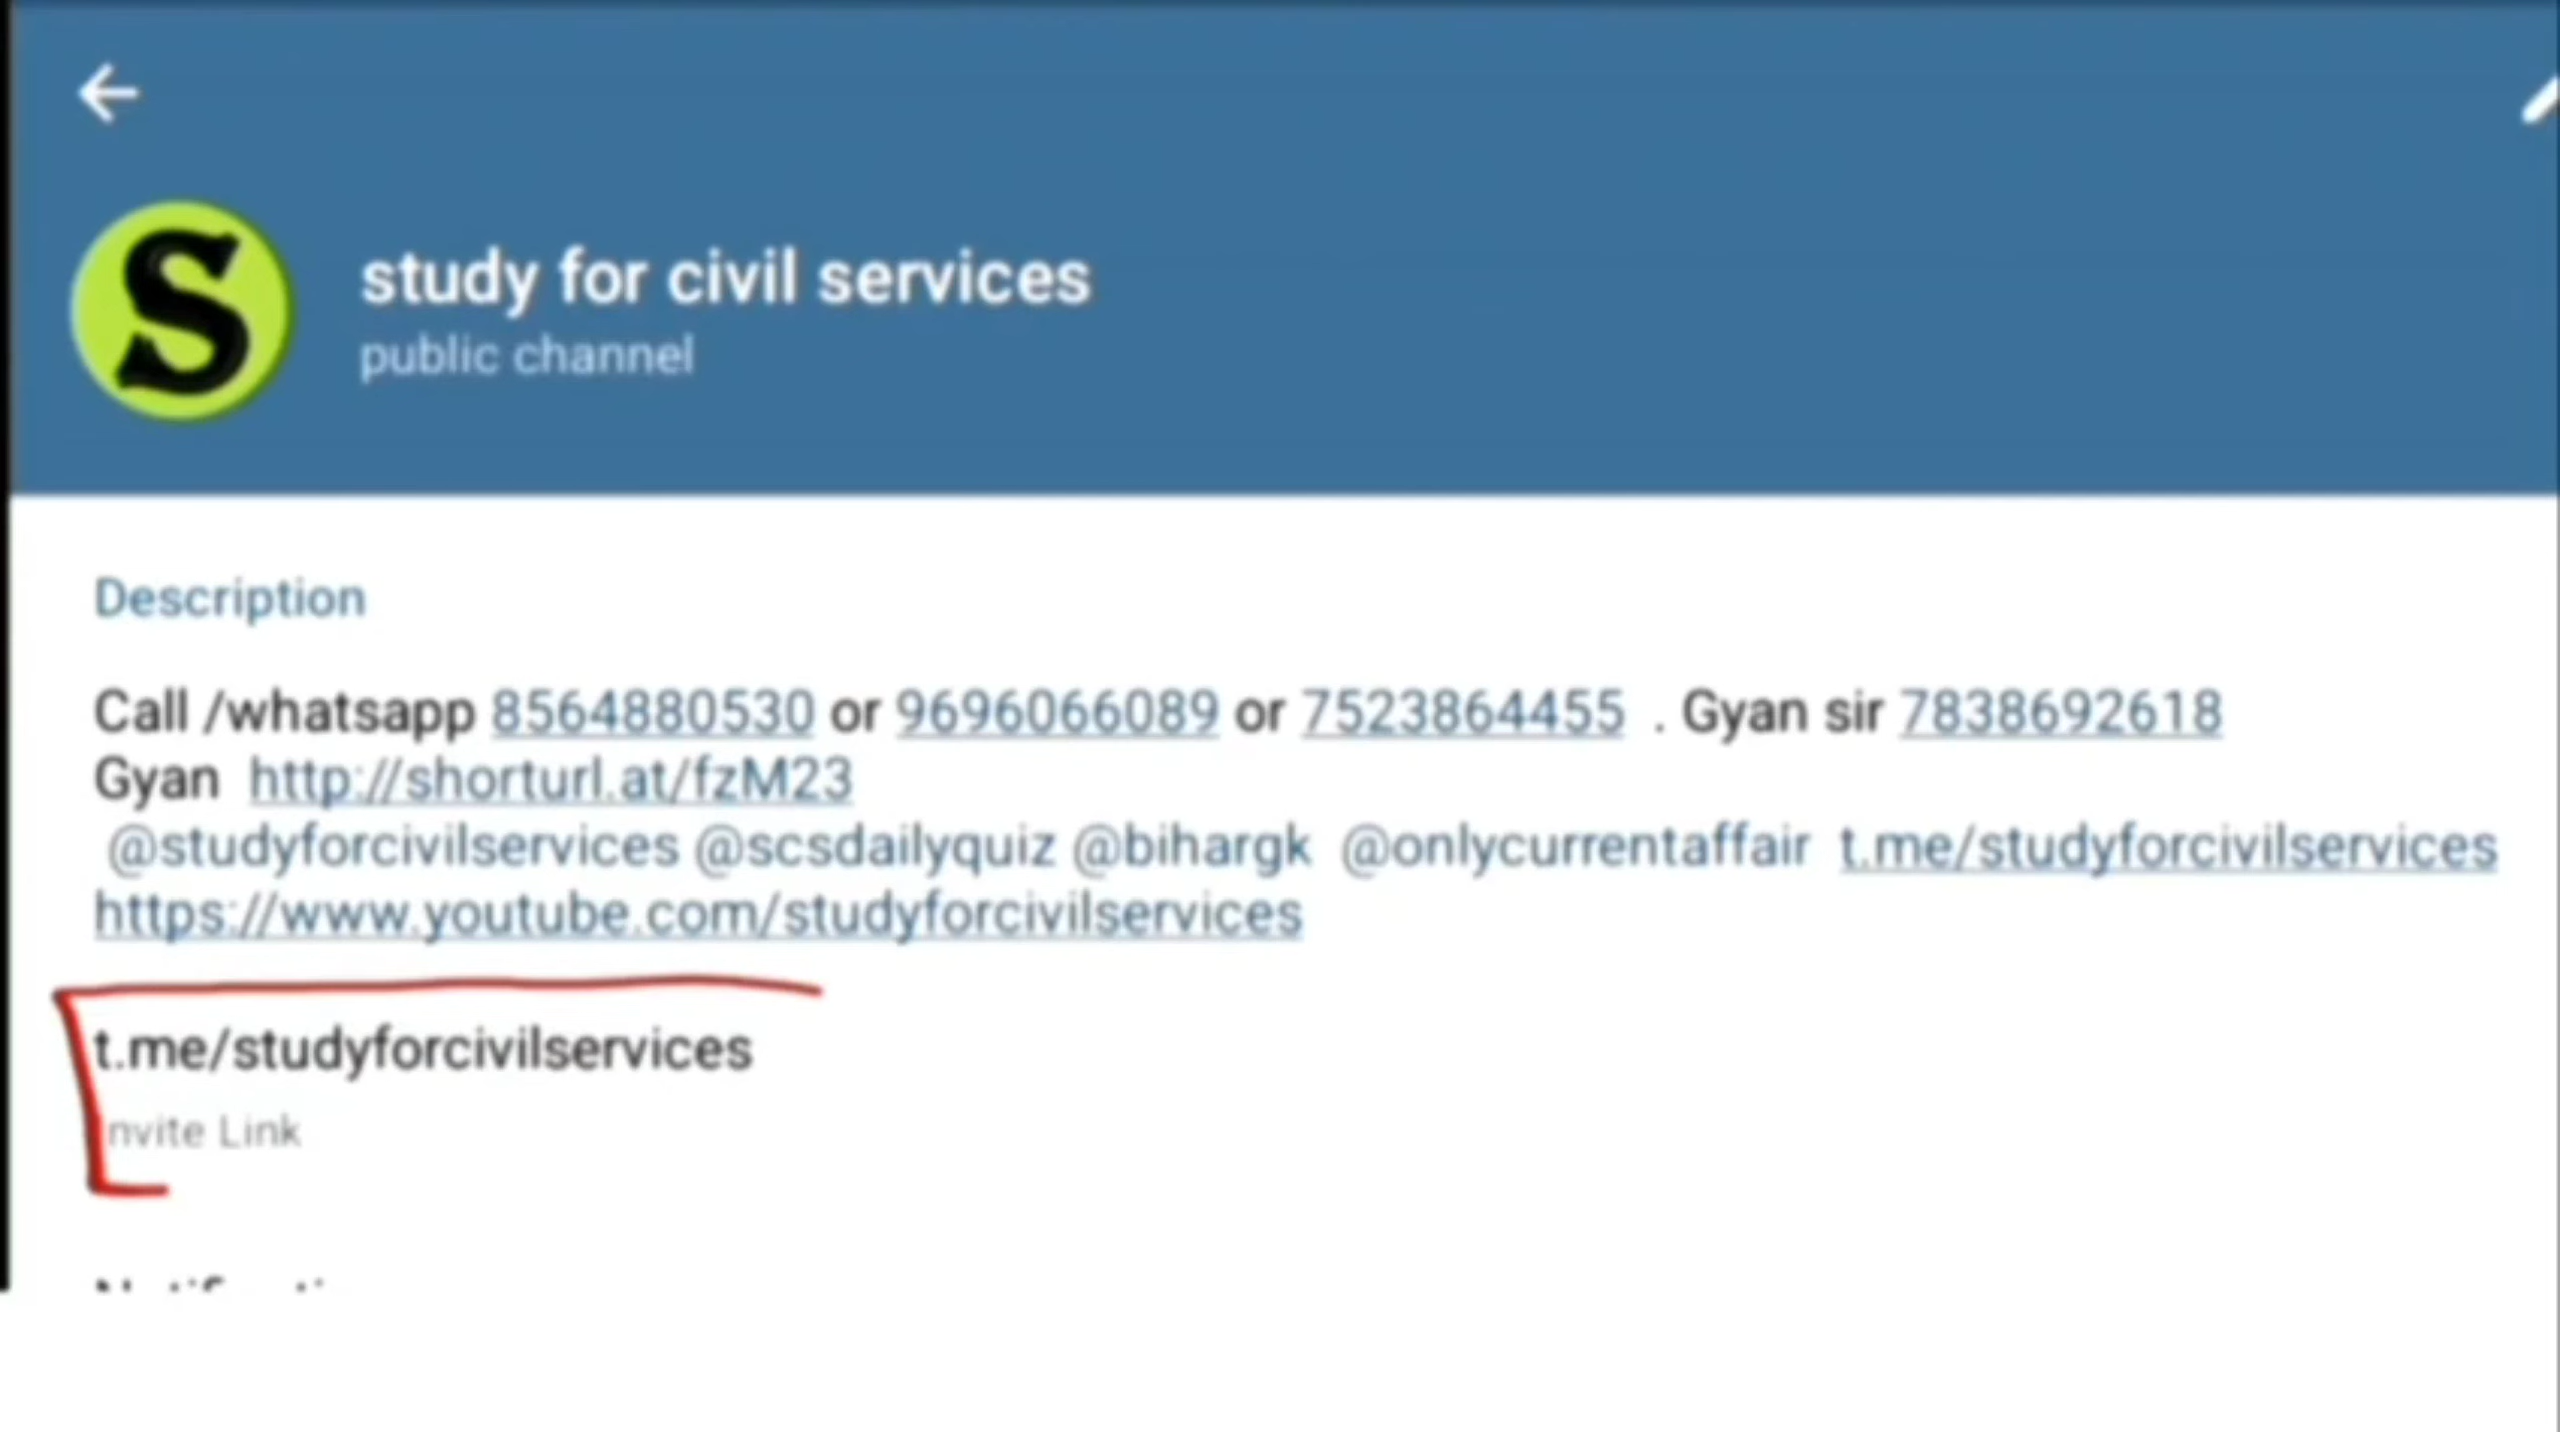 S
study for civil services
public channel
Description
Call /whatsapp 8564880530 or 9696066089 or 7523864455 . Gyan sir 7838692618
Gyan http://shorturl.at/fzM23
@studyforcivilservices @scsdailyquiz @bihargk @onlycurrentaffair t.me/studyforcivilservices
https://www.youtube.com/studyforcivilservices
t.me/studyforcivilservices
Invite Link